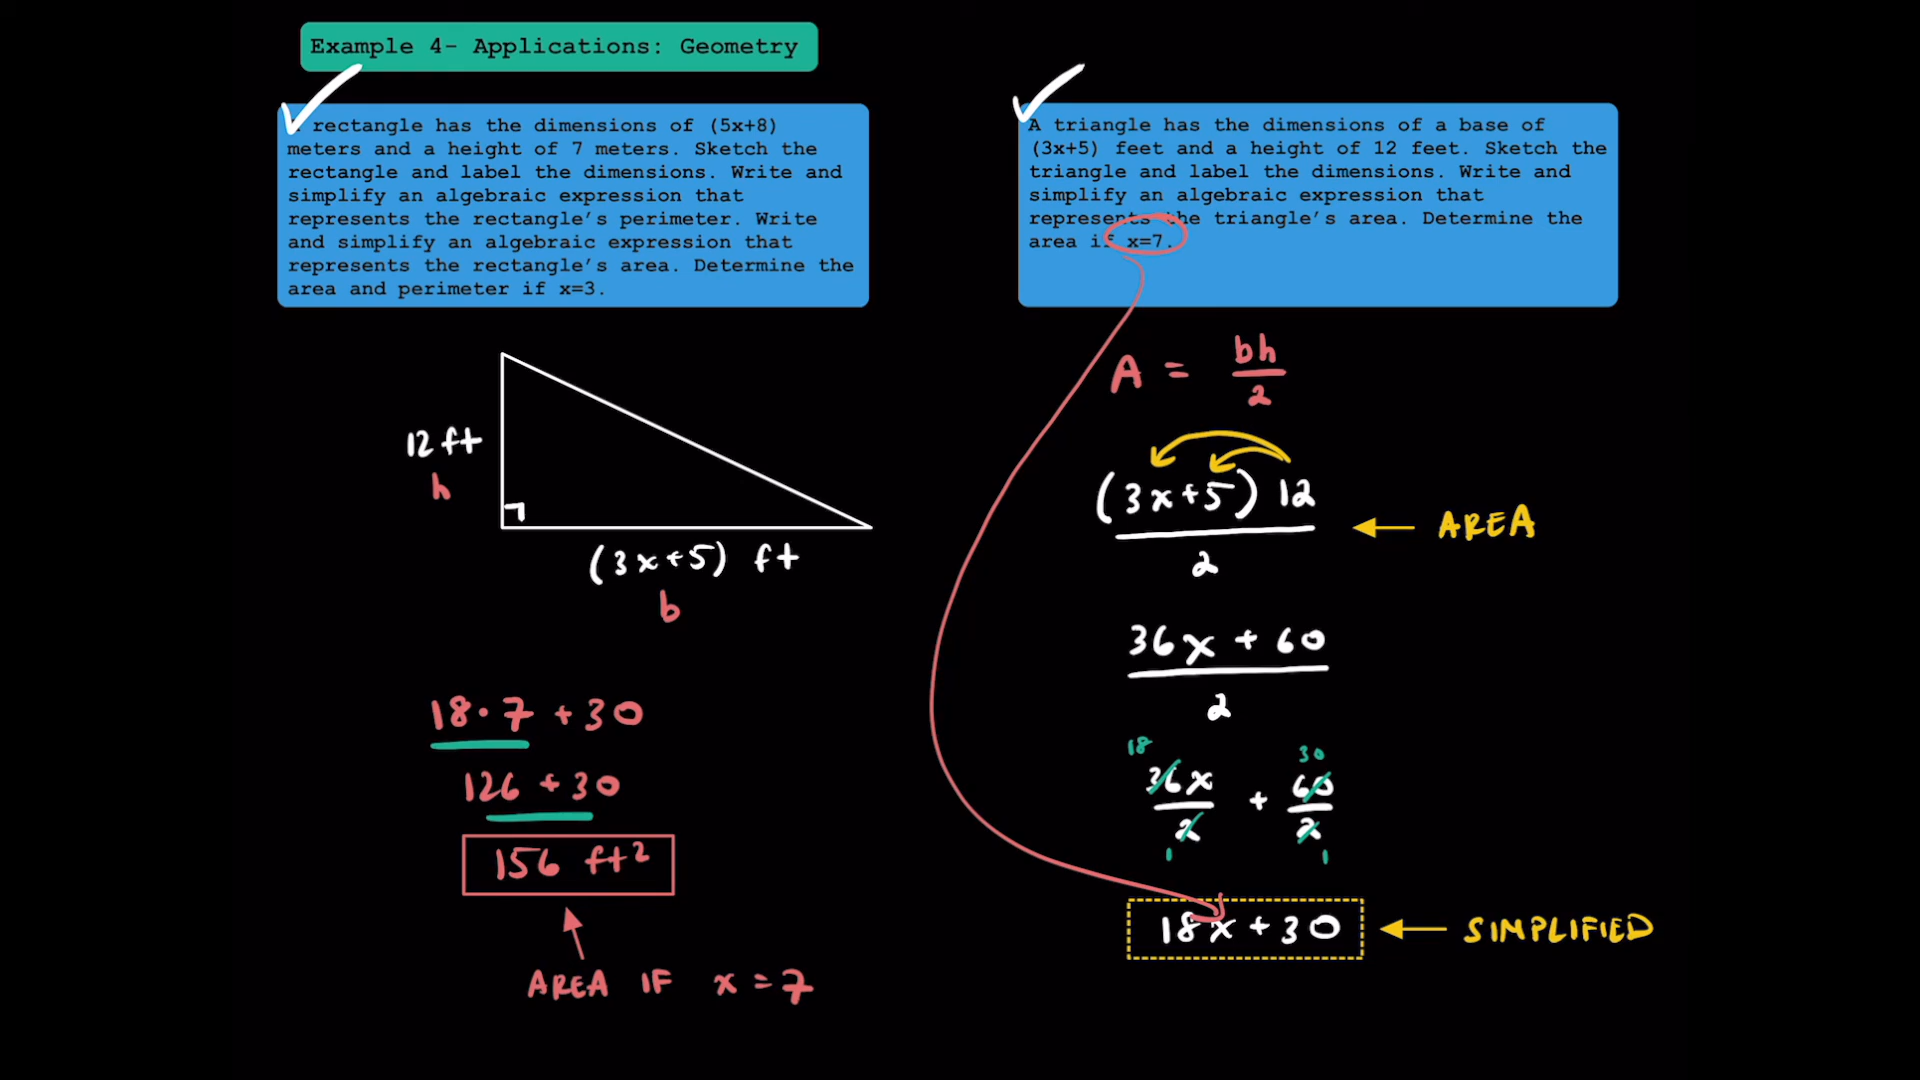 Example 4- Applications: Geometry
rectangle has the dimensions of (5x+8)
meters and a height of 7 meters. Sketch the
rectangle and label the dimensions. Write and
simplify an algebraic expression that
represents the rectangle's perimeter. Write
and simplify an algebraic expression that
represents the rectangle's area. Determine the
area and perimeter if x=3.
A triangle has the dimensions of a base of
(3x+5) feet and a height of 12 feet. Sketch the
triangle and label the dimensions. Write and
simplify an algebraic expression that
represents the triangle's area. Determine the
area if x=7.
12 ft
h
(3x+5) ft
b
18·7 +30
126 +30
156 ft²
AREA IF x=7
A = bh
2
(3x+5) 12
2
← AREA
36x + 60
2
18 30
36x + 60
2 2
1 1
18x+30 ← SIMPLIFIED